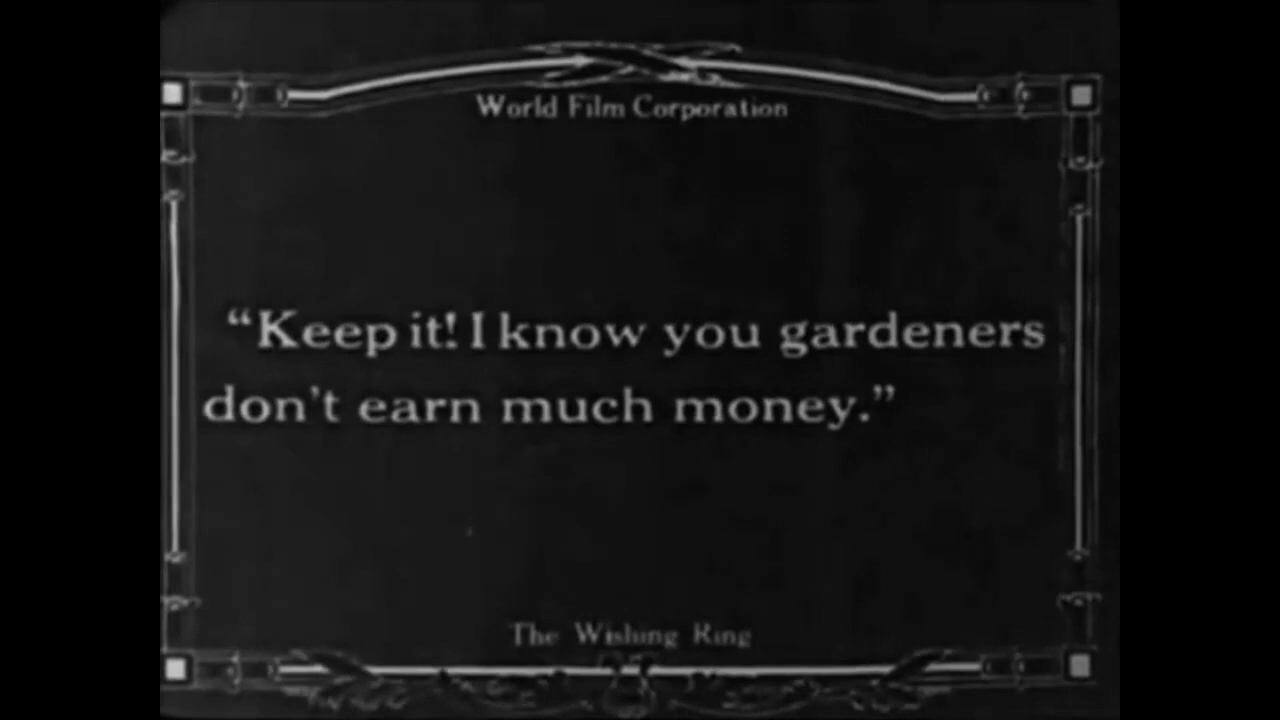 World Film Corporation
“Keep it! I know you gardeners
don't earn much money.”
The Wishing Ring